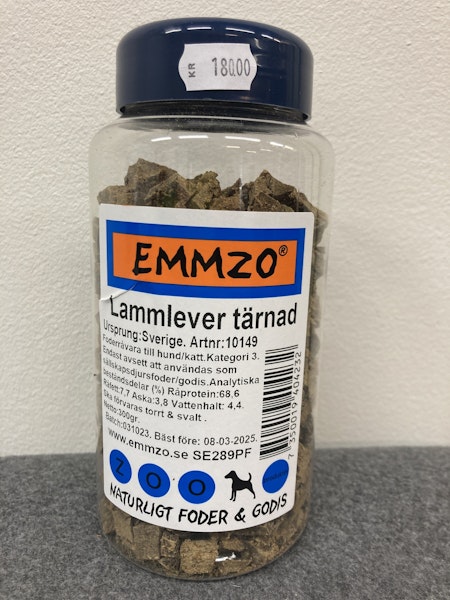 KR 180.00
EMMZO®
Lammlever tärnad
Ursprung:Sverige. Artnr:10149
Foderråvara till hund/katt.Kategori 3.
Endast avsett att användas som
sällskapsdjursfoder/godis.Analytiska
beståndsdelar (%) Råprotein:68,6
Råfett:7,7 Aska:3,8 Vattenhalt: 4,4.
Ska förvaras torrt & svalt .
Netto:300gr.
Batch:031023. Bäst före: 08-03-2025.
www.emmzo.se SE289PF
7 350019 404232
ZOO
NATURLIGT FODER & GODIS